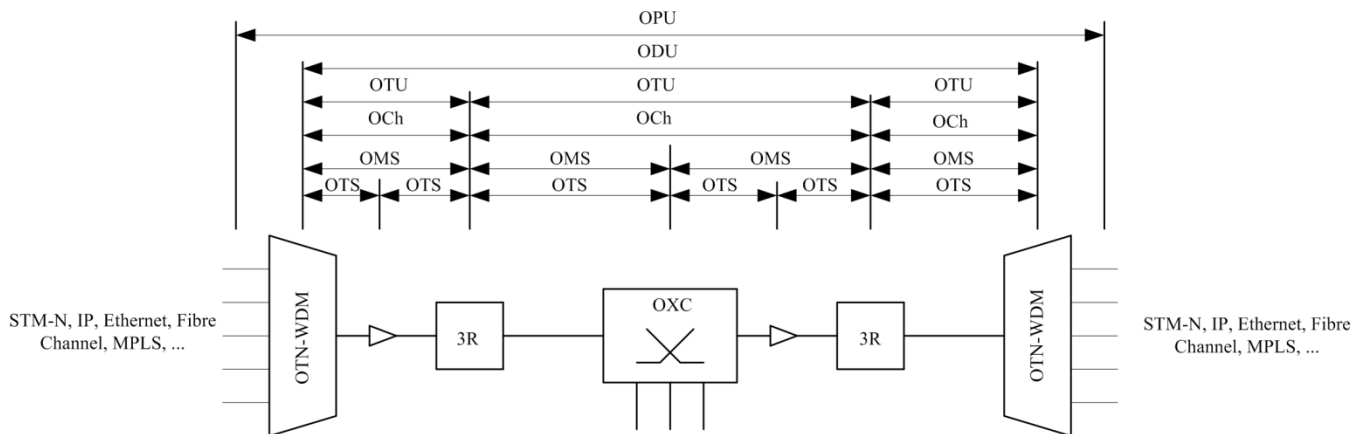 OPU
ODU
OTU OTU OTU
OCh OCh OCh
OMS OMS OMS OMS
OTS OTS OTS OTS OTS OTS
STM-N, IP, Ethernet, Fibre
Channel, MPLS, ...
OTN-WDM
3R
OXC
3R
OTN-WDM
STM-N, IP, Ethernet, Fibre
Channel, MPLS, ...